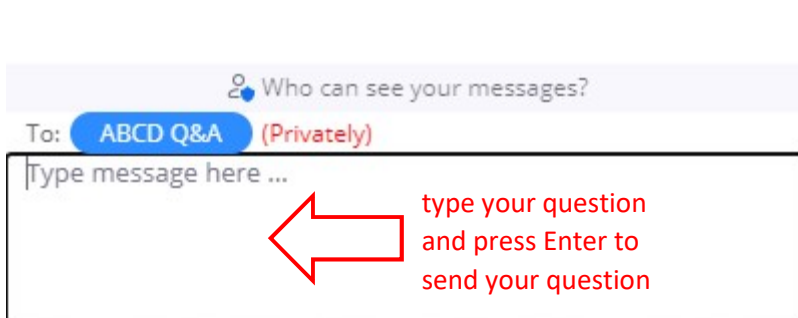 Who can see your messages?
To: ABCD Q&A (Privately)
Type message here ...
type your question
and press Enter to
send your question